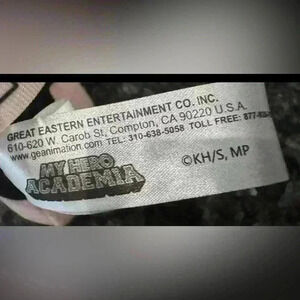 GREAT EASTERN ENTERTAINMENT CO. INC.
610-620 W. Carob St, Compton, CA 90220 U.S.A.
www.geanimation.com TEL: 310-638-5058 TOLL FREE:
MY HERO
ACADEMIA
©KH/S, MP